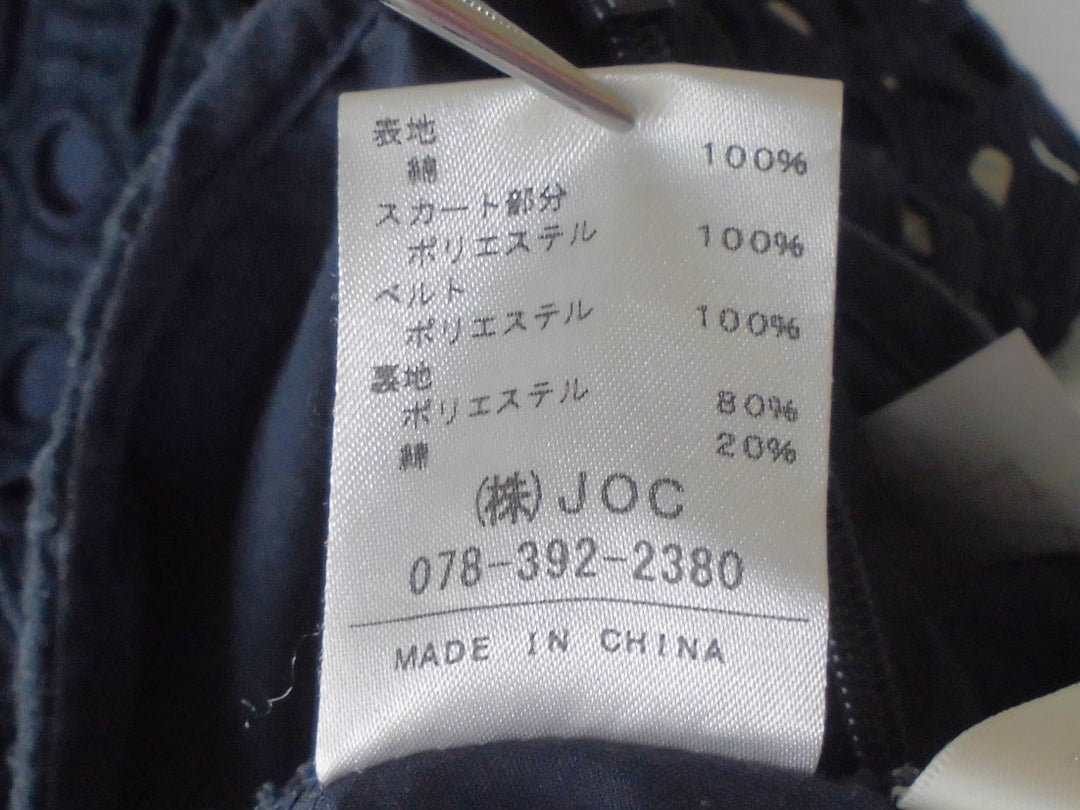 表地
綿 100%
スカート部分
ポリエステル 100%
ベルト
ポリエステル 100%
裏地
ポリエステル 80%
綿 20%
(株)JOC
078-392-2380
MADE IN CHINA